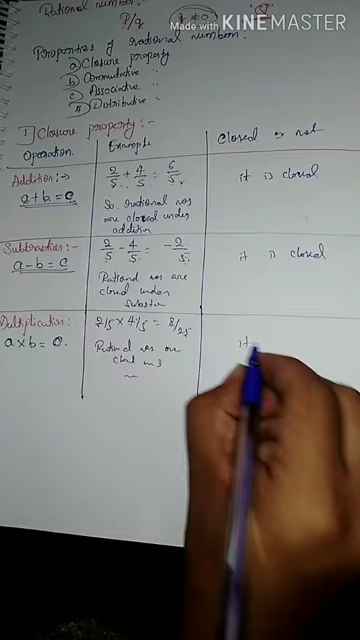 Rational number
P/q q ≠ 0 "Q"
Made with KINEMASTER
Properties of rational numbers
a) Closure property
b) Commutative "
c) Associative "
d) Distributive "
1) Closure property :-
Operation Example Closed or not
Addition :-> 2/5 + 4/5 = 6/5 it is closed
a + b = c
So, rational nos
are closed under
addition
Subtraction :- 2/5 - 4/5 = -2/5 it is closed
a - b = c
Rational nos are
closed under
Multiplication : 2/5 × 4/5 = 8/25
a × b = c. Rational nos are it